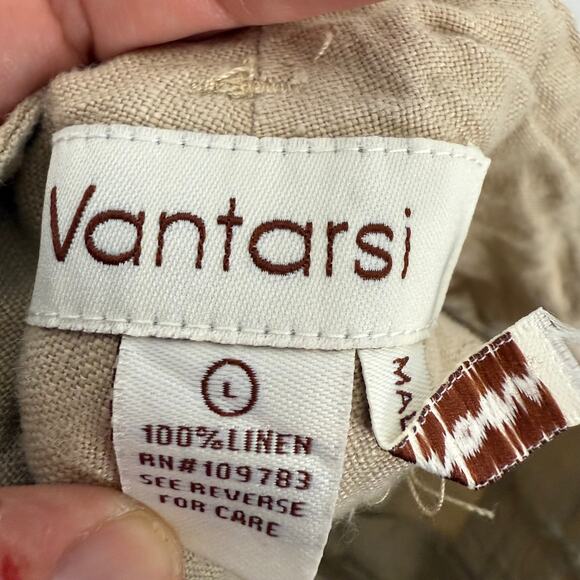 Vantarsi
L
100% LINEN
RN#109783
SEE REVERSE
FOR CARE